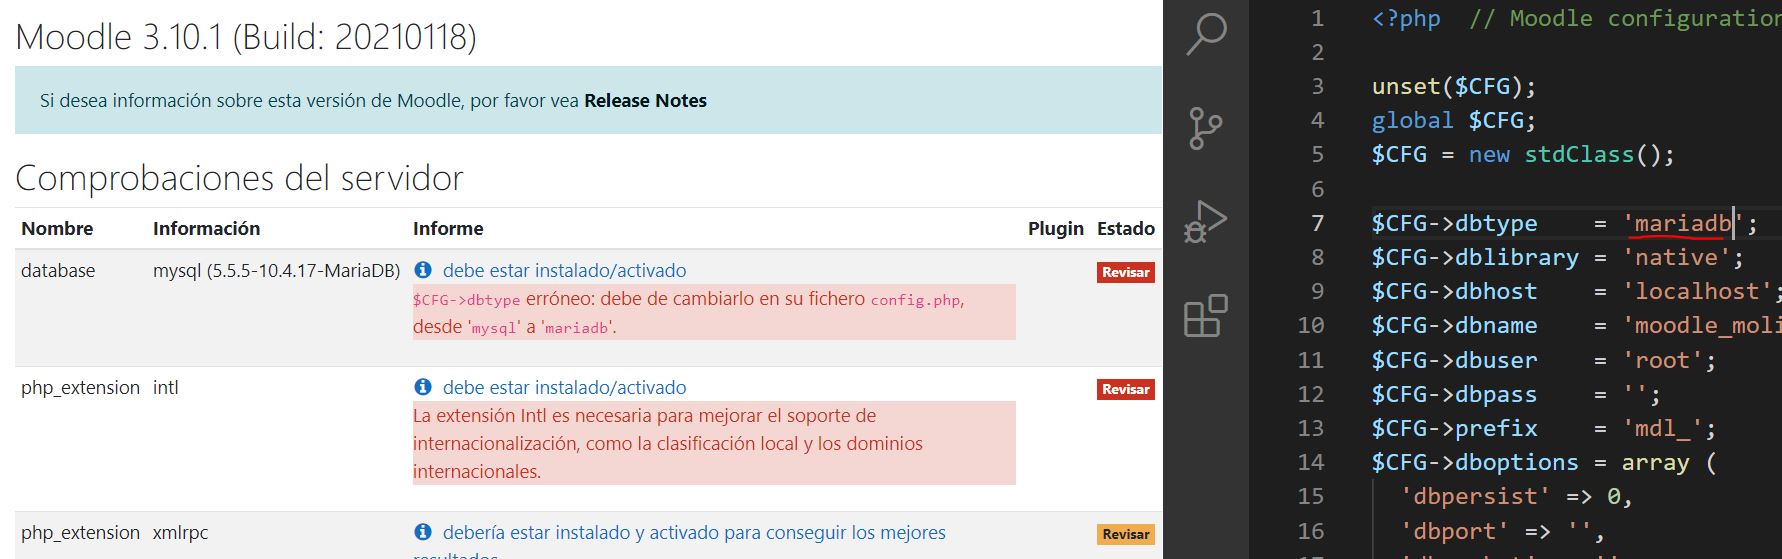 Moodle 3.10.1 (Build: 20210118)
Si desea información sobre esta versión de Moodle, por favor vea Release Notes
Comprobaciones del servidor
Nombre Información Informe Plugin Estado
database mysql (5.5.5-10.4.17-MariaDB) debe estar instalado/activado Revisar
$CFG->dbtype erróneo: debe de cambiarlo en su fichero config.php,
desde 'mysql' a 'mariadb'.
php_extension intl debe estar instalado/activado Revisar
La extensión Intl es necesaria para mejorar el soporte de
internacionalización, como la clasificación local y los dominios
internacionales.
php_extension xmlrpc debería estar instalado y activado para conseguir los mejores Revisar
resultados
1 <?php // Moodle configuration
2
3 unset($CFG);
4 global $CFG;
5 $CFG = new stdClass();
6
7 $CFG->dbtype = 'mariadb';
8 $CFG->dblibrary = 'native';
9 $CFG->dbhost = 'localhost';
10 $CFG->dbname = 'moodle_moli
11 $CFG->dbuser = 'root';
12 $CFG->dbpass = '';
13 $CFG->prefix = 'mdl_';
14 $CFG->dboptions = array (
15 'dbpersist' => 0,
16 'dbport' => '',